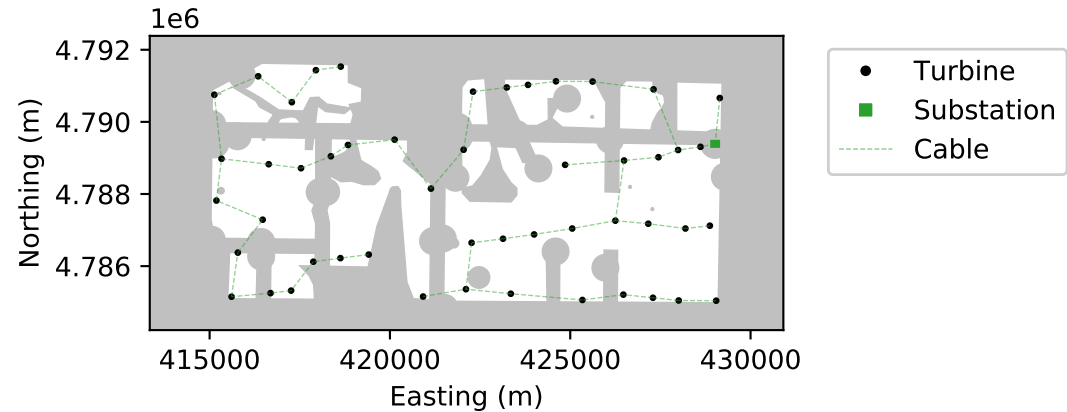 1e6
4.792
4.790
4.788
4.786
Northing (m)
415000 420000 425000 430000
Easting (m)
Turbine
Substation
Cable